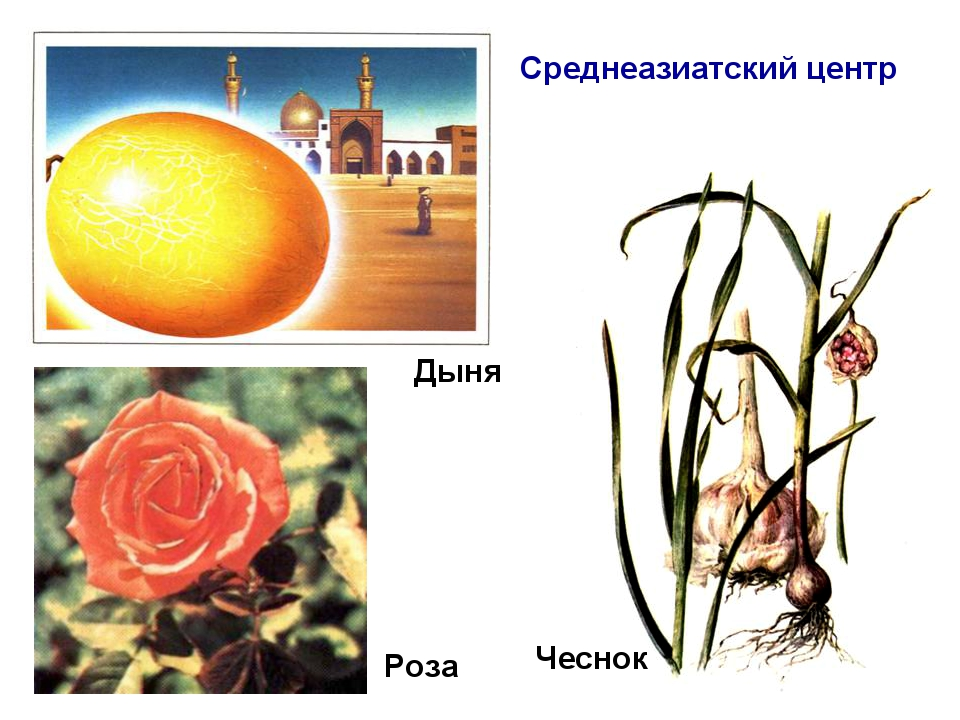 Среднеазиатский центр
Дыня
Роза
Чеснок